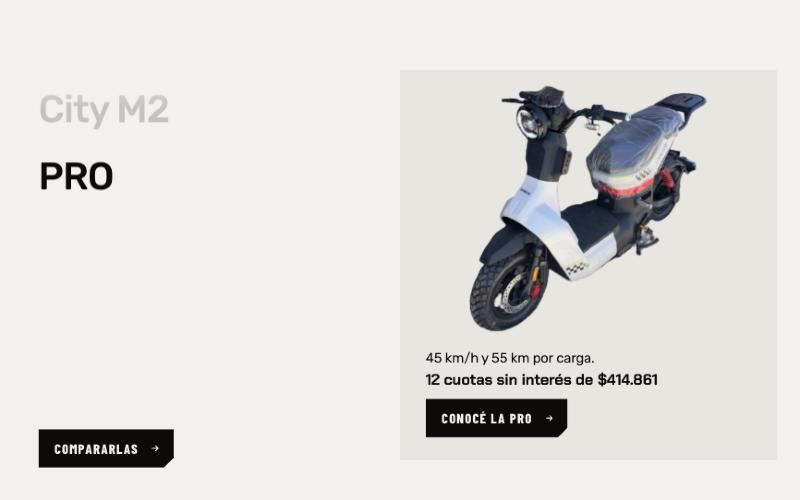 City M2
PRO
45 km/h y 55 km por carga.
12 cuotas sin interés de $414.861
CONOCÉ LA PRO →
COMPARARLAS →